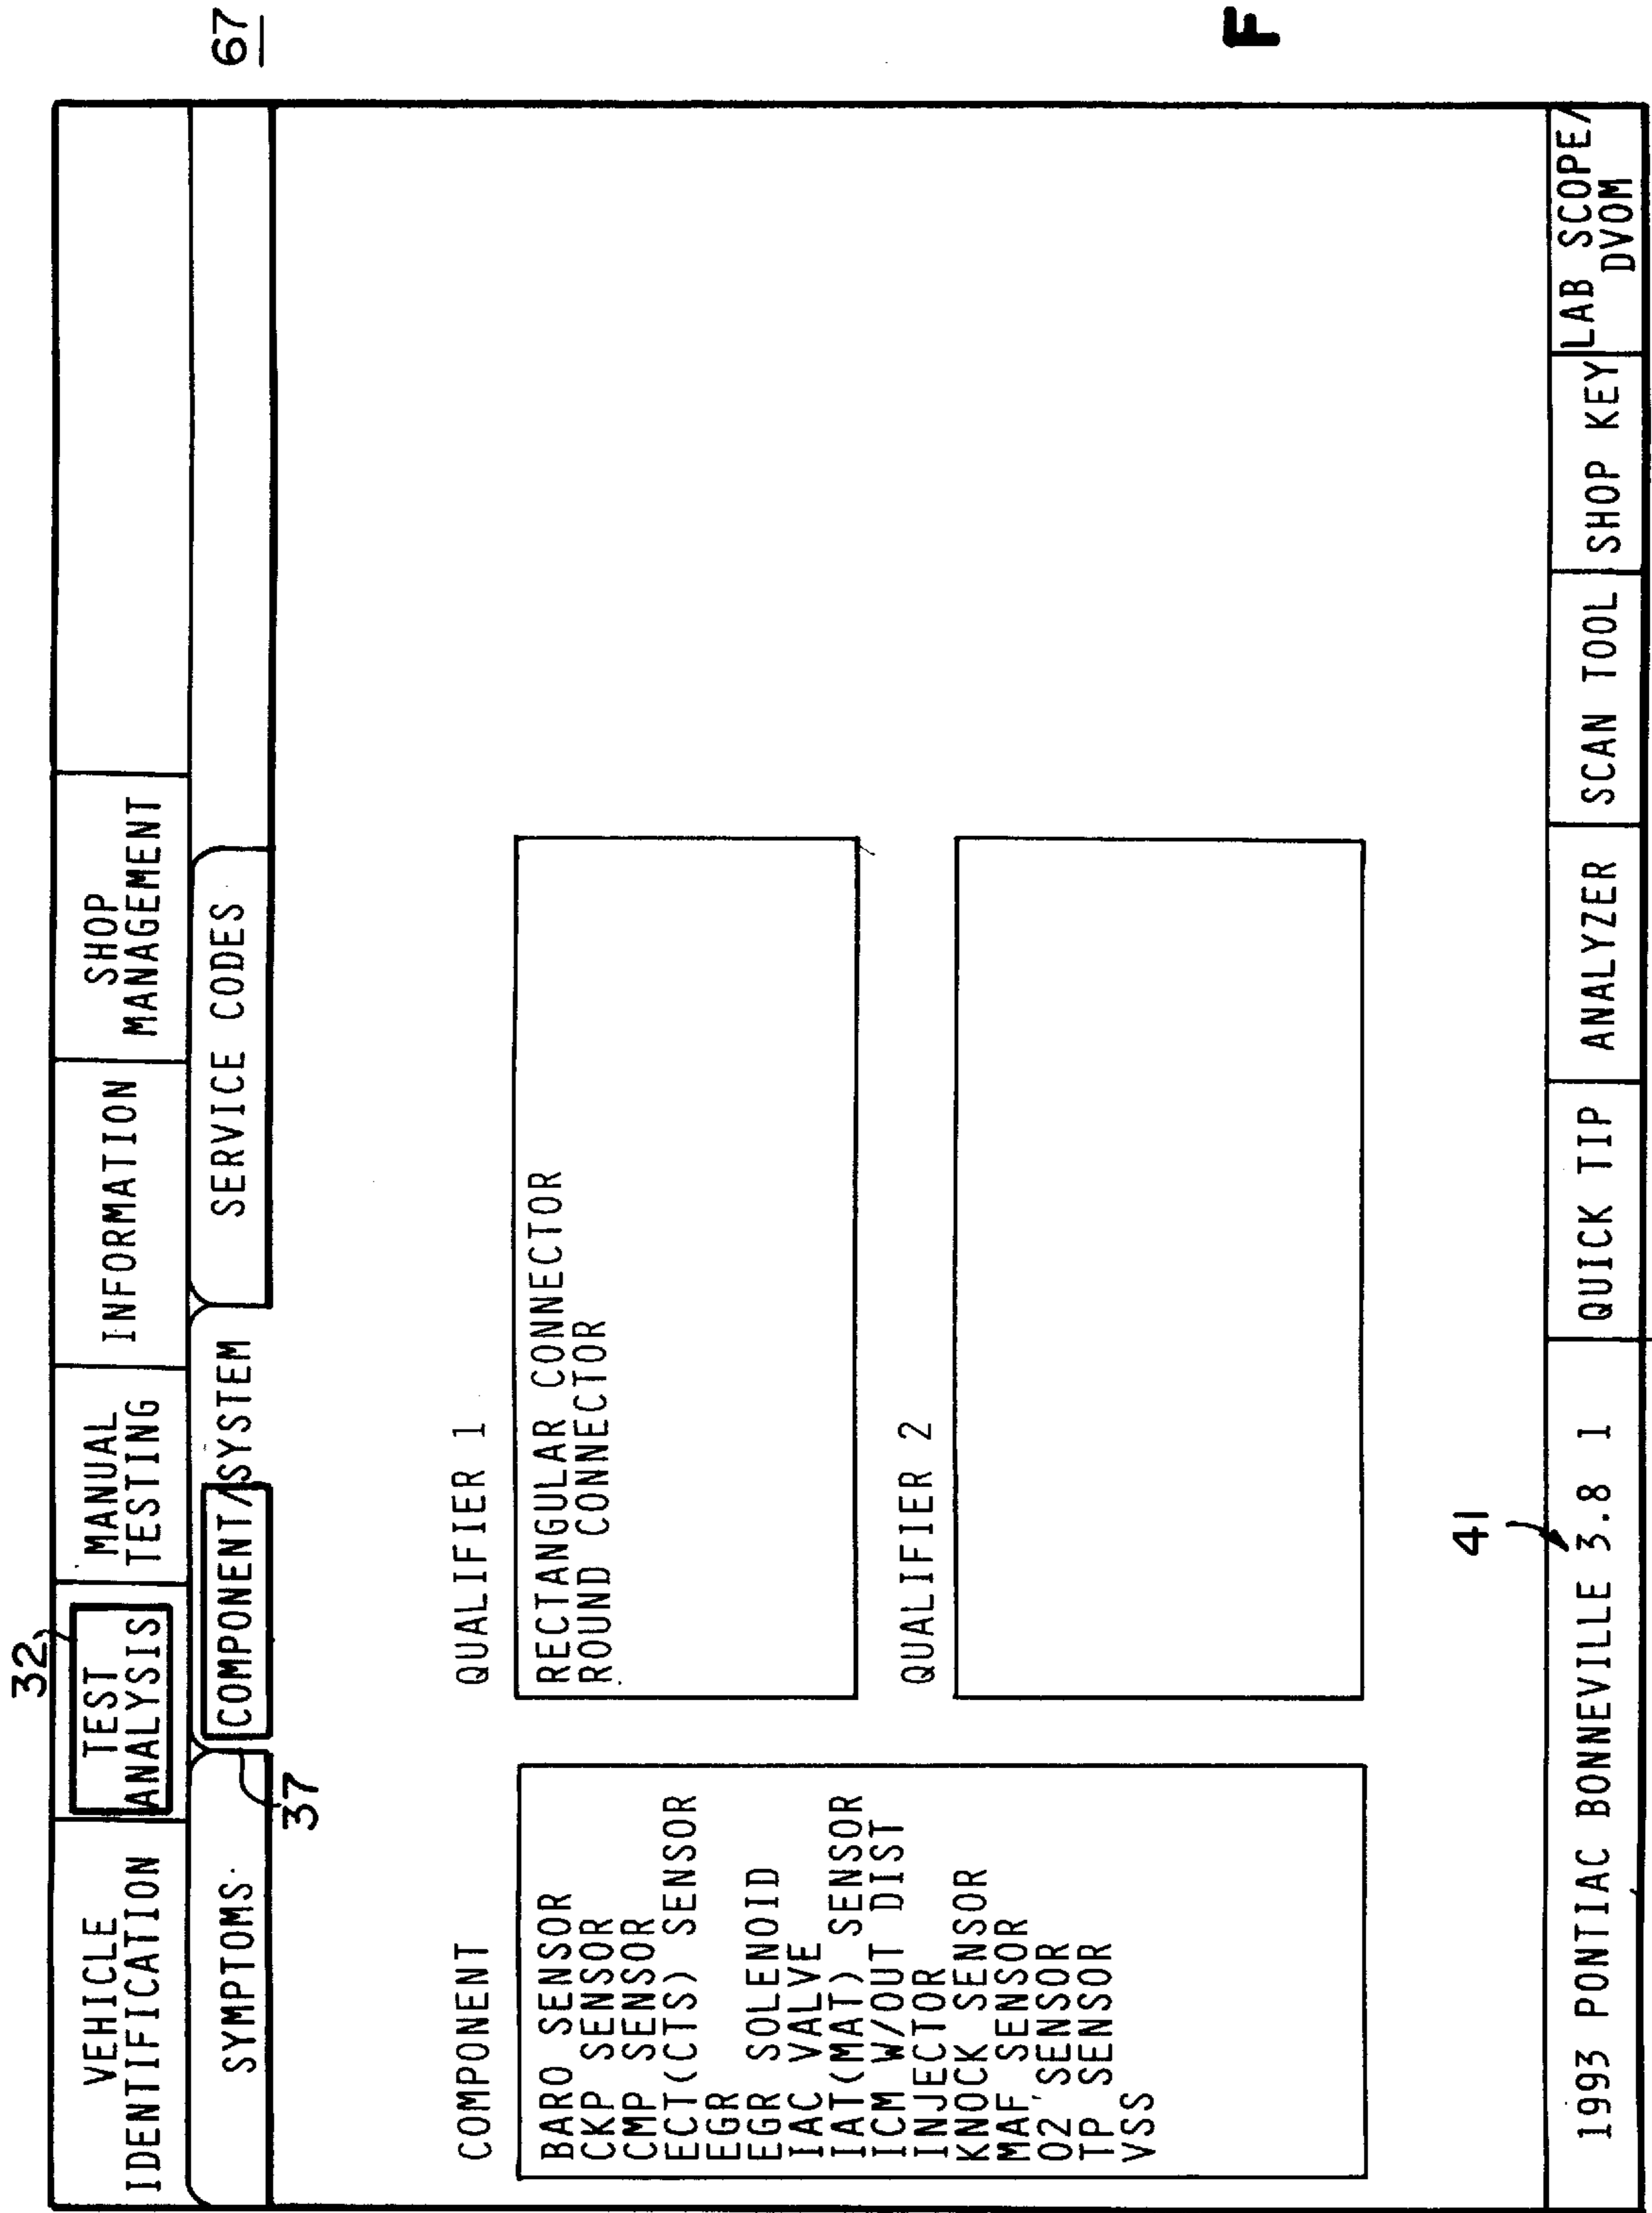 67
32
VEHICLE
IDENTIFICATION
TEST
ANALYSIS
MANUAL
TESTING
INFORMATION
SHOP
MANAGEMENT
SYMPTOMS
COMPONENT/SYSTEM
SERVICE CODES
37
COMPONENT
BARO SENSOR
CKP SENSOR
CMP SENSOR
ECT(CTS) SENSOR
EGR
EGR SOLENOID
IAC VALVE
IAT(MAT) SENSOR
ICM W/OUT DIST
INJECTOR
KNOCK SENSOR
MAF SENSOR
O2 SENSOR
TP SENSOR
VSS
QUALIFIER 1
RECTANGULAR CONNECTOR
ROUND CONNECTOR
QUALIFIER 2
41
1993 PONTIAC BONNEVILLE 3.8 1
QUICK TIP
ANALYZER
SCAN TOOL
SHOP KEY
LAB SCOPE/
DVOM
F